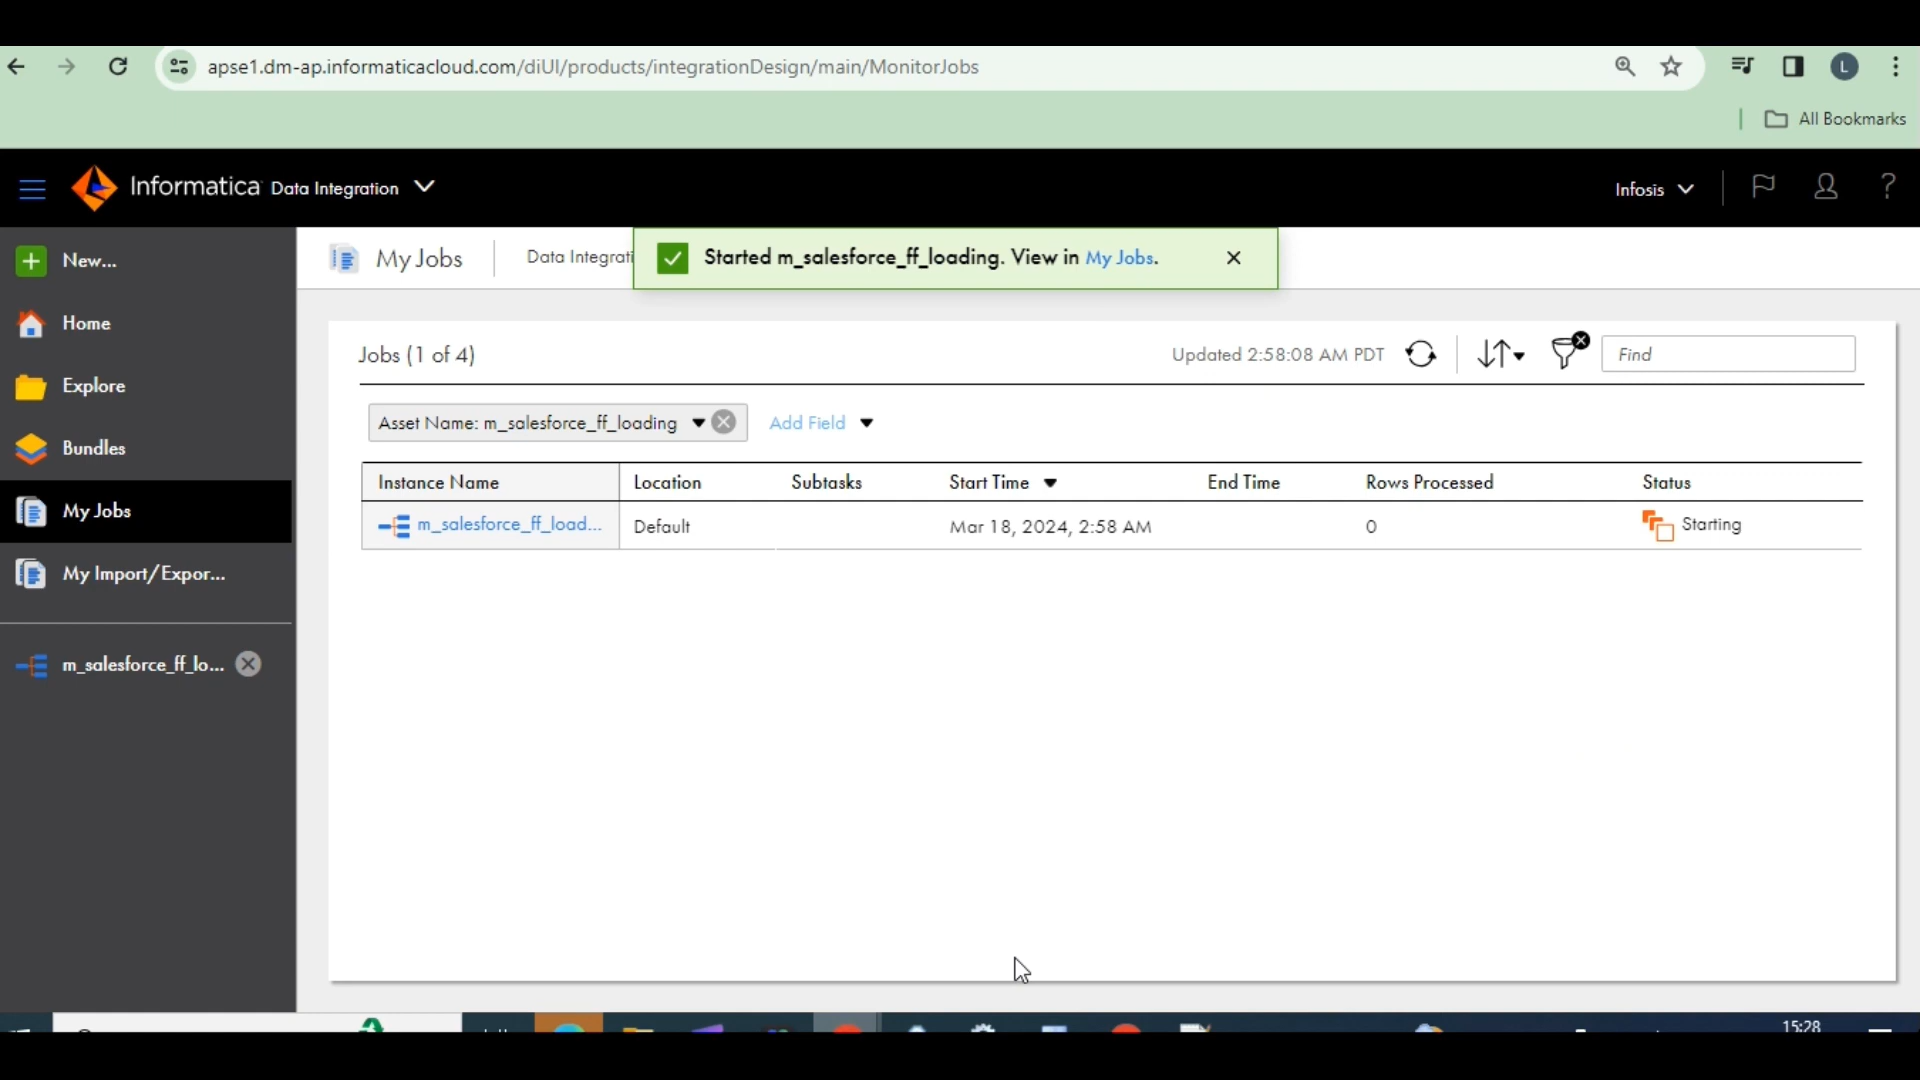 apse1.dm-ap.informaticacloud.com/diUI/products/integrationDesign/main/MonitorJobs
L
All Bookmarks
Informatica Data Integration
Infosis
?
New...
My Jobs
Data Integrati
Started m_salesforce_ff_loading. View in My Jobs.
Home
Explore
Bundles
My Jobs
My Import/Expor...
m_salesforce_ff_lo...
Jobs (1 of 4)
Updated 2:58:08 AM PDT
Find
Asset Name: m_salesforce_ff_loading
Add Field
Instance Name Location Subtasks Start Time End Time Rows Processed Status
m_salesforce_ff_load... Default Mar 18, 2024, 2:58 AM 0 Starting
15:28